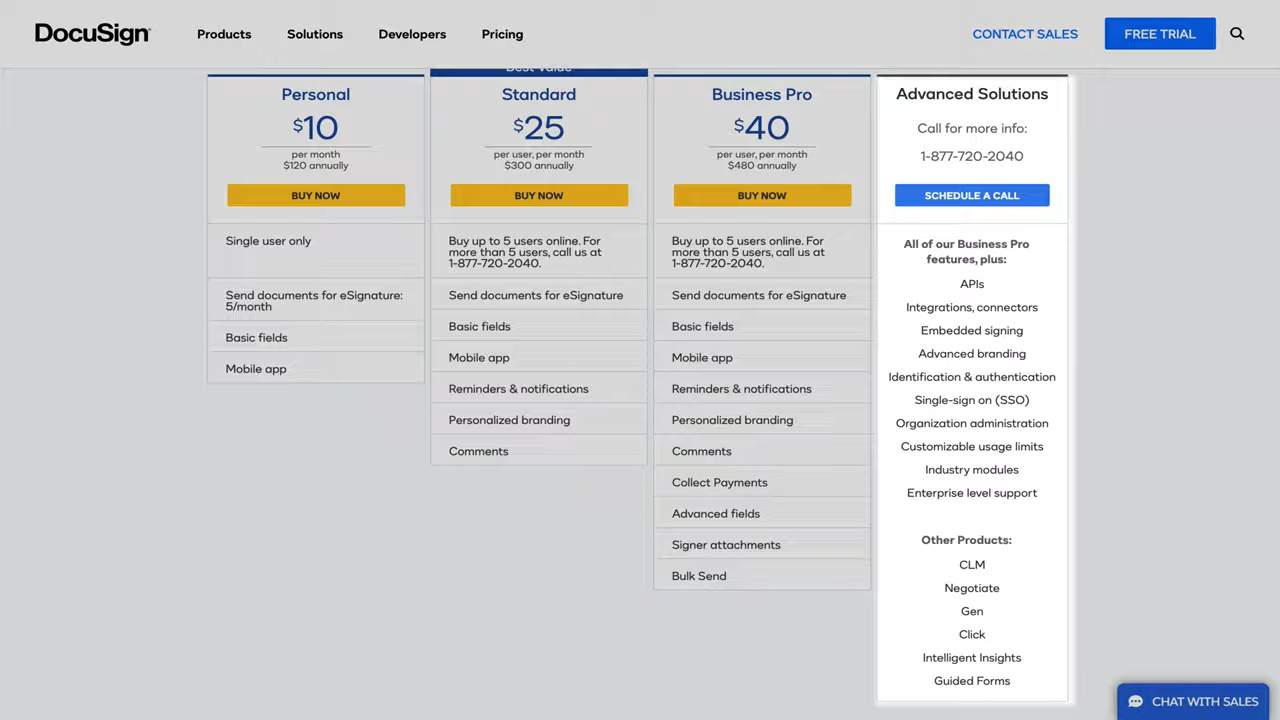 DocuSign
Products
Solutions
Developers
Pricing
CONTACT SALES
FREE TRIAL
Best Value
Personal
$10
per month
$120 annually
BUY NOW
Single user only
Send documents for eSignature:
5/month
Basic fields
Mobile app
Standard
$25
per user, per month
$300 annually
BUY NOW
Buy up to 5 users online. For
more than 5 users, call us at
1-877-720-2040.
Send documents for eSignature
Basic fields
Mobile app
Reminders & notifications
Personalized branding
Comments
Business Pro
$40
per user, per month
$480 annually
BUY NOW
Buy up to 5 users online. For
more than 5 users, call us at
1-877-720-2040.
Send documents for eSignature
Basic fields
Mobile app
Reminders & notifications
Personalized branding
Comments
Collect Payments
Advanced fields
Signer attachments
Bulk Send
Advanced Solutions
Call for more info:
1-877-720-2040
SCHEDULE A CALL
All of our Business Pro
features, plus:
APIs
Integrations, connectors
Embedded signing
Advanced branding
Identification & authentication
Single-sign on (SSO)
Organization administration
Customizable usage limits
Industry modules
Enterprise level support
Other Products:
CLM
Negotiate
Gen
Click
Intelligent Insights
Guided Forms
CHAT WITH SALES